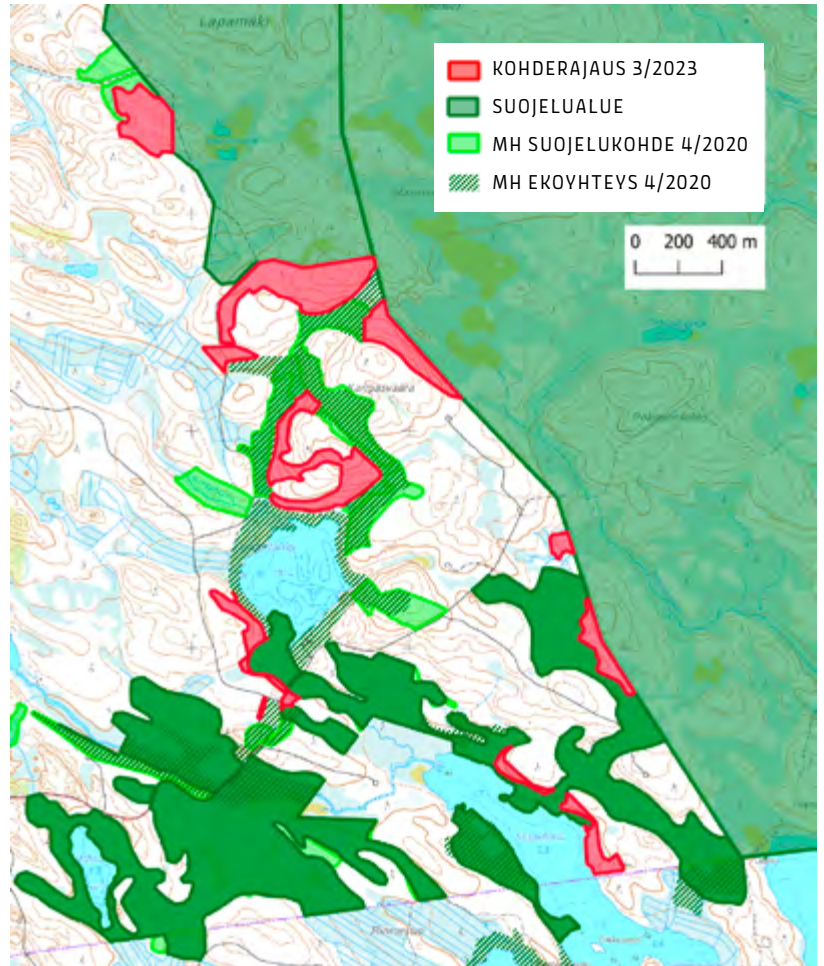 Lapamäki
KOHDERAJAUS 3/2023
SUOJELUALUE
MH SUOJELUKOHDE 4/2020
MH EKOYHTEYS 4/2020
0 200 400 m